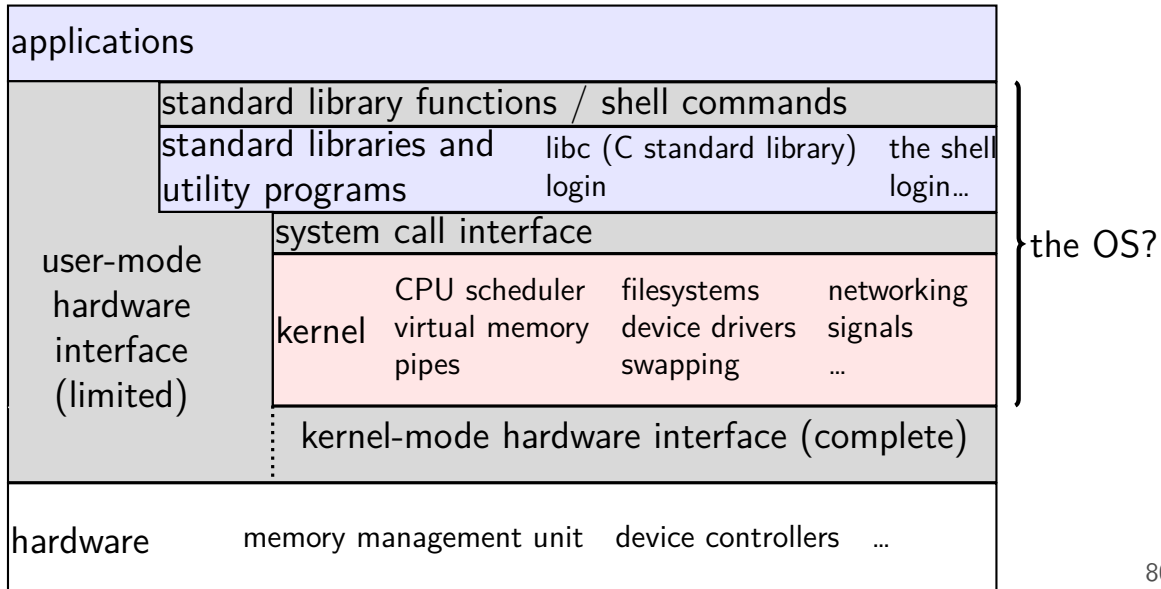 applications
standard library functions / shell commands
standard libraries and
utility programs
libc (C standard library)
login
the shell
login…
system call interface
user-mode
hardware
interface
(limited)
kernel
CPU scheduler
virtual memory
pipes
filesystems
device drivers
swapping
networking
signals
…
the OS?
kernel-mode hardware interface (complete)
hardware
memory management unit
device controllers
…